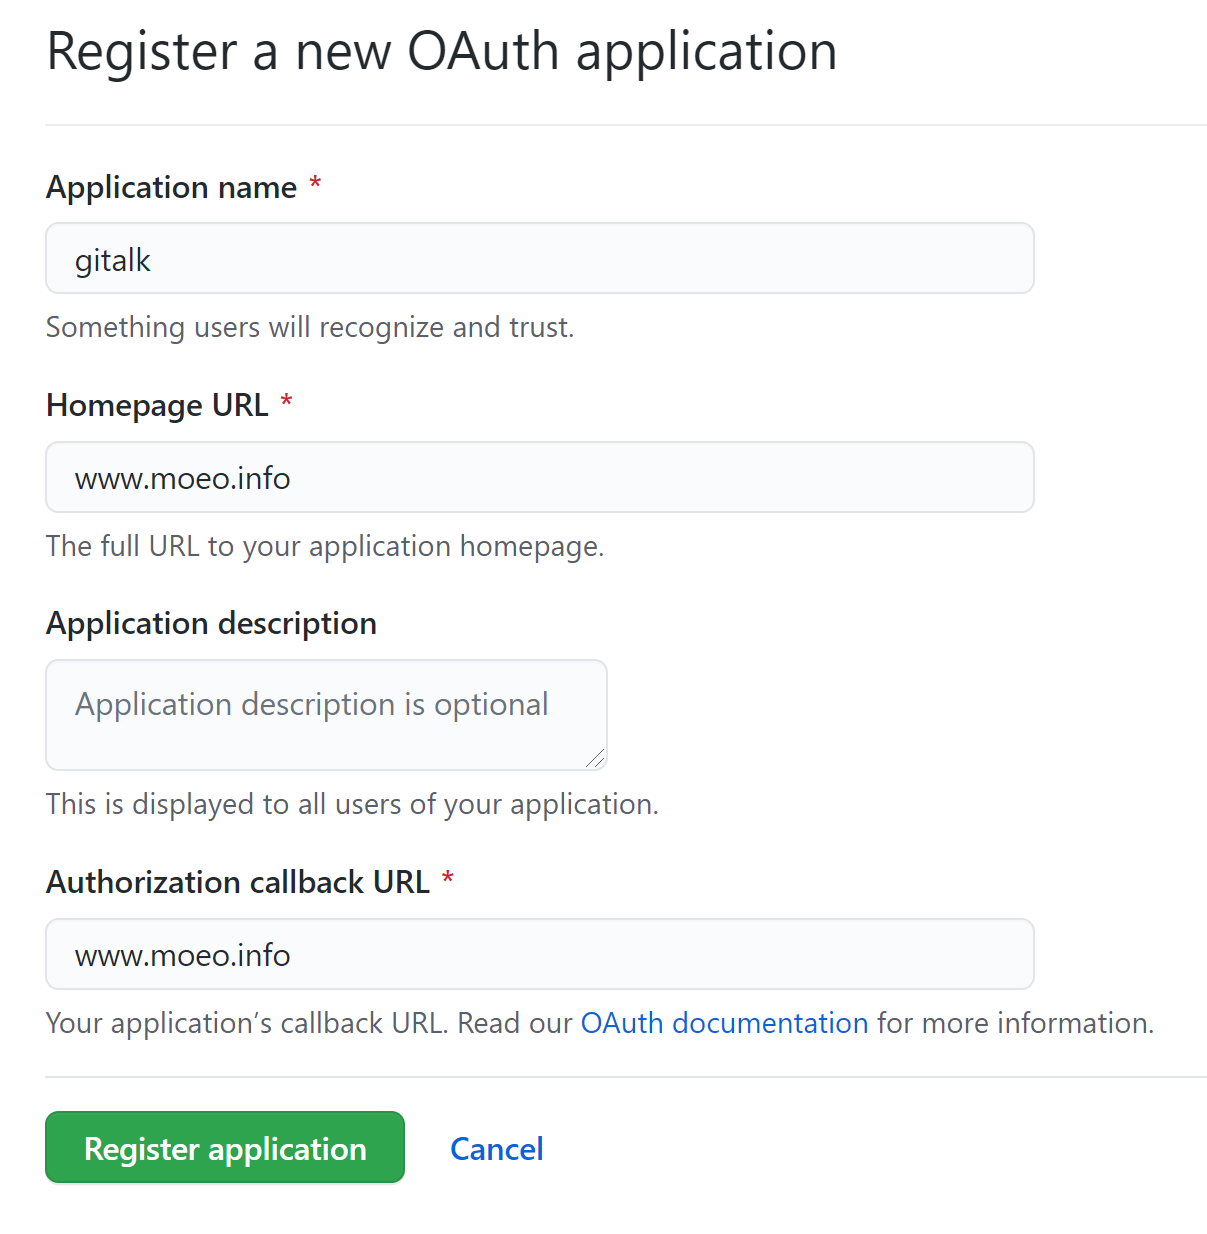 Register a new OAuth application
Application name *
gitalk
Something users will recognize and trust.
Homepage URL *
www.moeo.info
The full URL to your application homepage.
Application description
Application description is optional
This is displayed to all users of your application.
Authorization callback URL *
www.moeo.info
Your application’s callback URL. Read our OAuth documentation for more information.
Register application Cancel